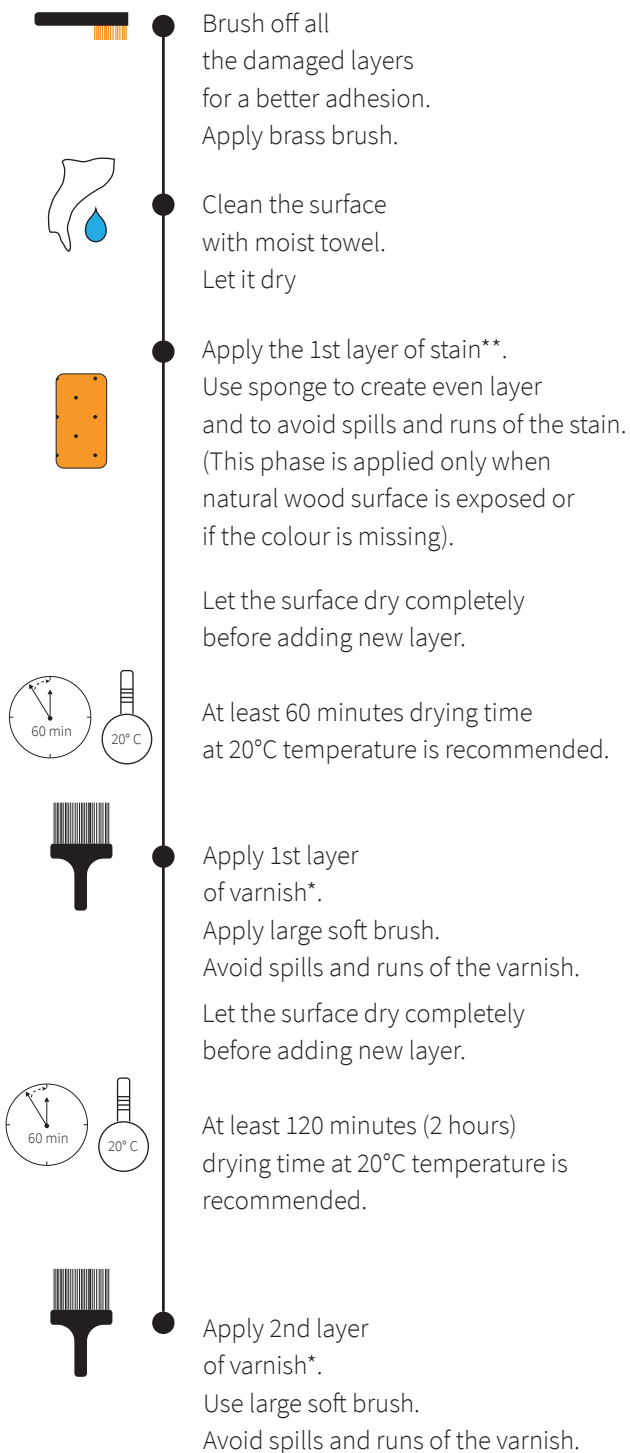 Brush off all
the damaged layers
for a better adhesion.
Apply brass brush.
Clean the surface
with moist towel.
Let it dry
Apply the 1st layer of stain**.
Use sponge to create even layer
and to avoid spills and runs of the stain.
(This phase is applied only when
natural wood surface is exposed or
if the colour is missing).
Let the surface dry completely
before adding new layer.
60 min
20° C
At least 60 minutes drying time
at 20°C temperature is recommended.
Apply 1st layer
of varnish*.
Apply large soft brush.
Avoid spills and runs of the varnish.
Let the surface dry completely
before adding new layer.
60 min
20° C
At least 120 minutes (2 hours)
drying time at 20°C temperature is
recommended.
Apply 2nd layer
of varnish*.
Use large soft brush.
Avoid spills and runs of the varnish.